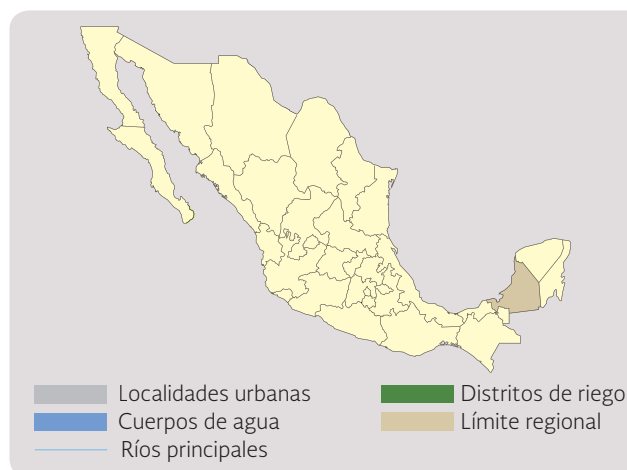 Localidades urbanas
Cuerpos de agua
Ríos principales
Distritos de riego
Límite regional